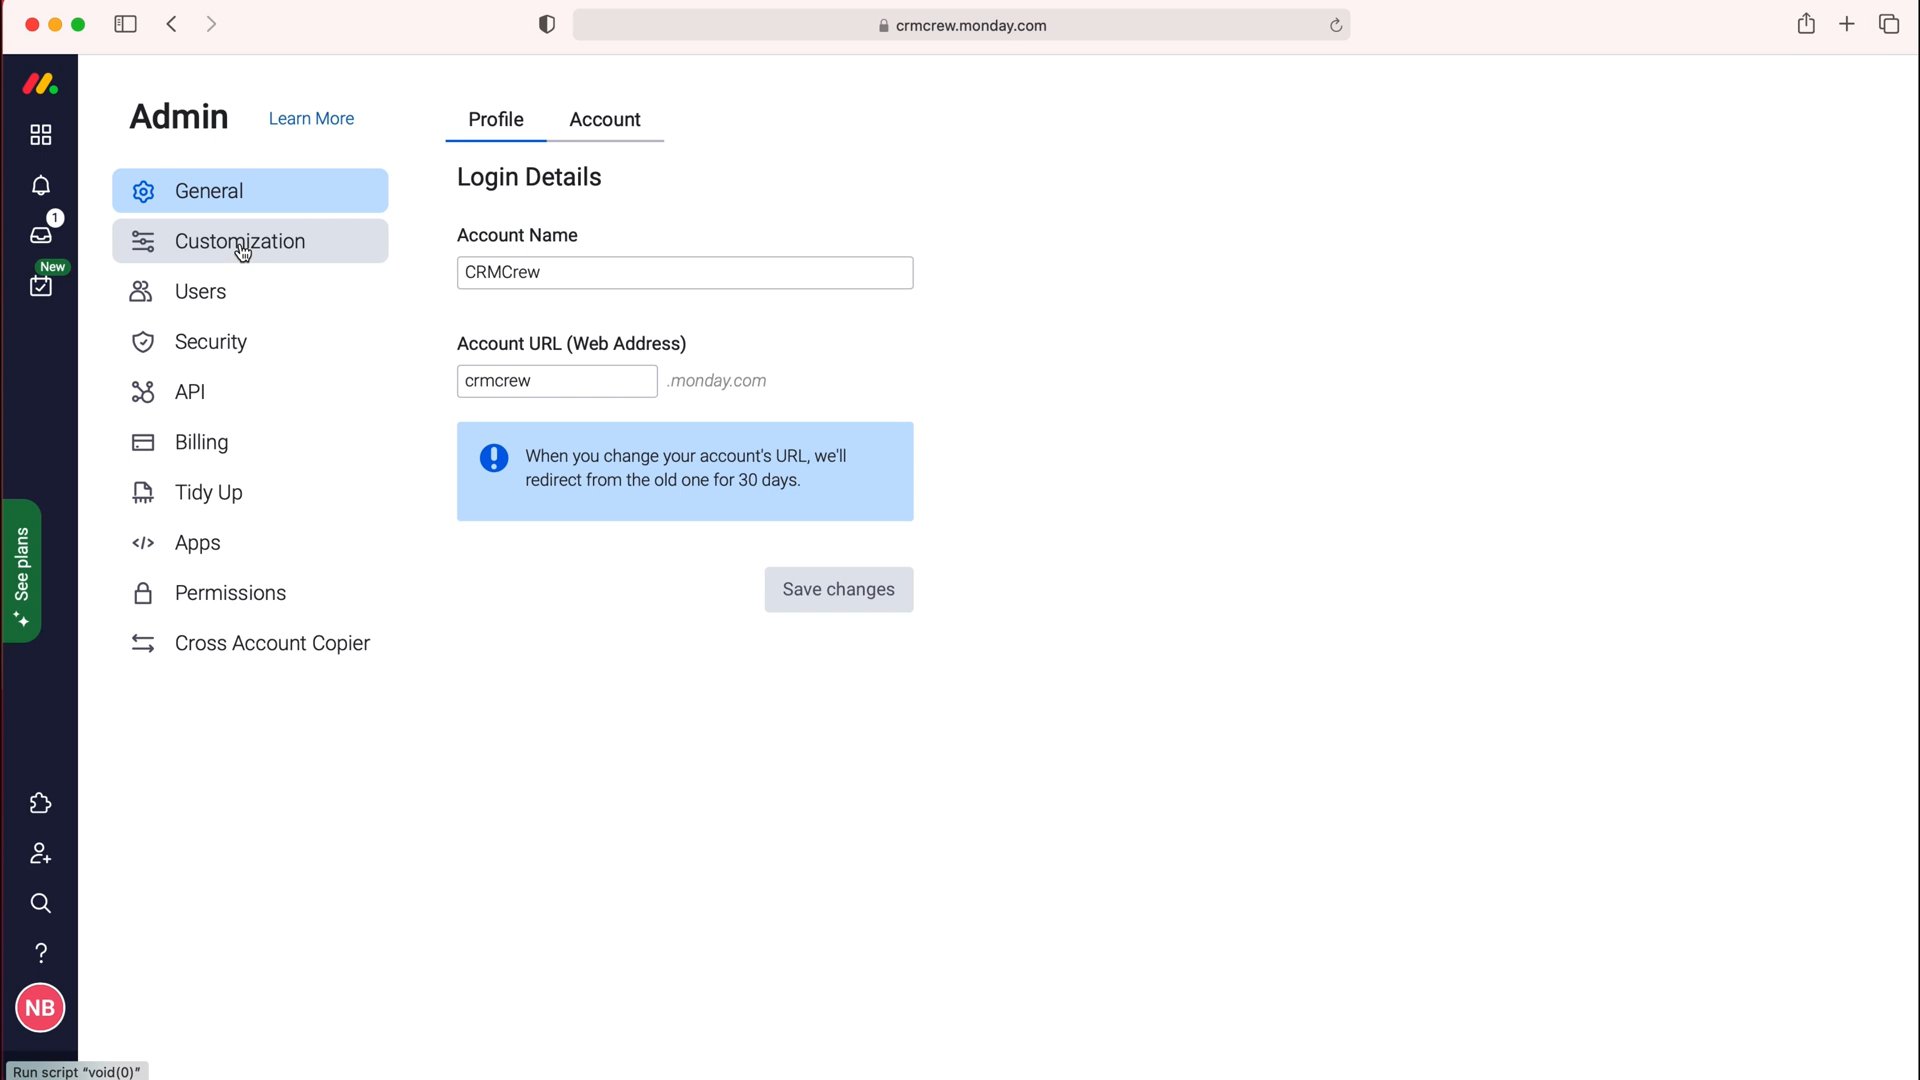 crmcrew.monday.com
Admin
Learn More
Profile
Account
General
Customization
Users
Security
API
Billing
Tidy Up
Apps
Permissions
Cross Account Copier
Login Details
Account Name
CRMCrew
Account URL (Web Address)
crmcrew
.monday.com
When you change your account's URL, we'll
redirect from the old one for 30 days.
Save changes
1
New
See plans
?
NB
Run script "void(0)"